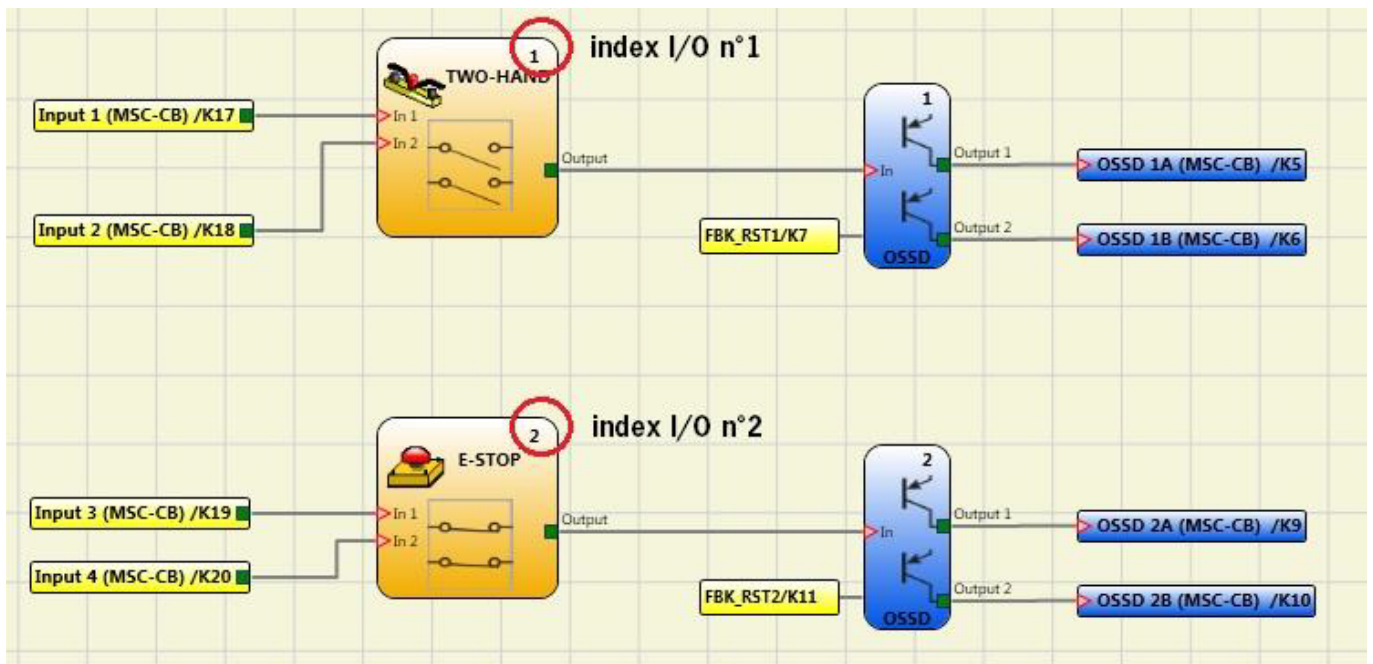 1
index I/O n°1
TWO-HAND
Input 1 (MSC-CB) /K17
In 1
In 2
Output
Input 2 (MSC-CB) /K18
1
In
Output 1
OSSD 1A (MSC-CB) /K5
FBK_RST1/K7
Output 2
OSSD 1B (MSC-CB) /K6
OSSD
2
index I/O n°2
E-STOP
Input 3 (MSC-CB) /K19
In 1
In 2
Output
Input 4 (MSC-CB) /K20
2
In
Output 1
OSSD 2A (MSC-CB) /K9
FBK_RST2/K11
Output 2
OSSD 2B (MSC-CB) /K10
OSSD